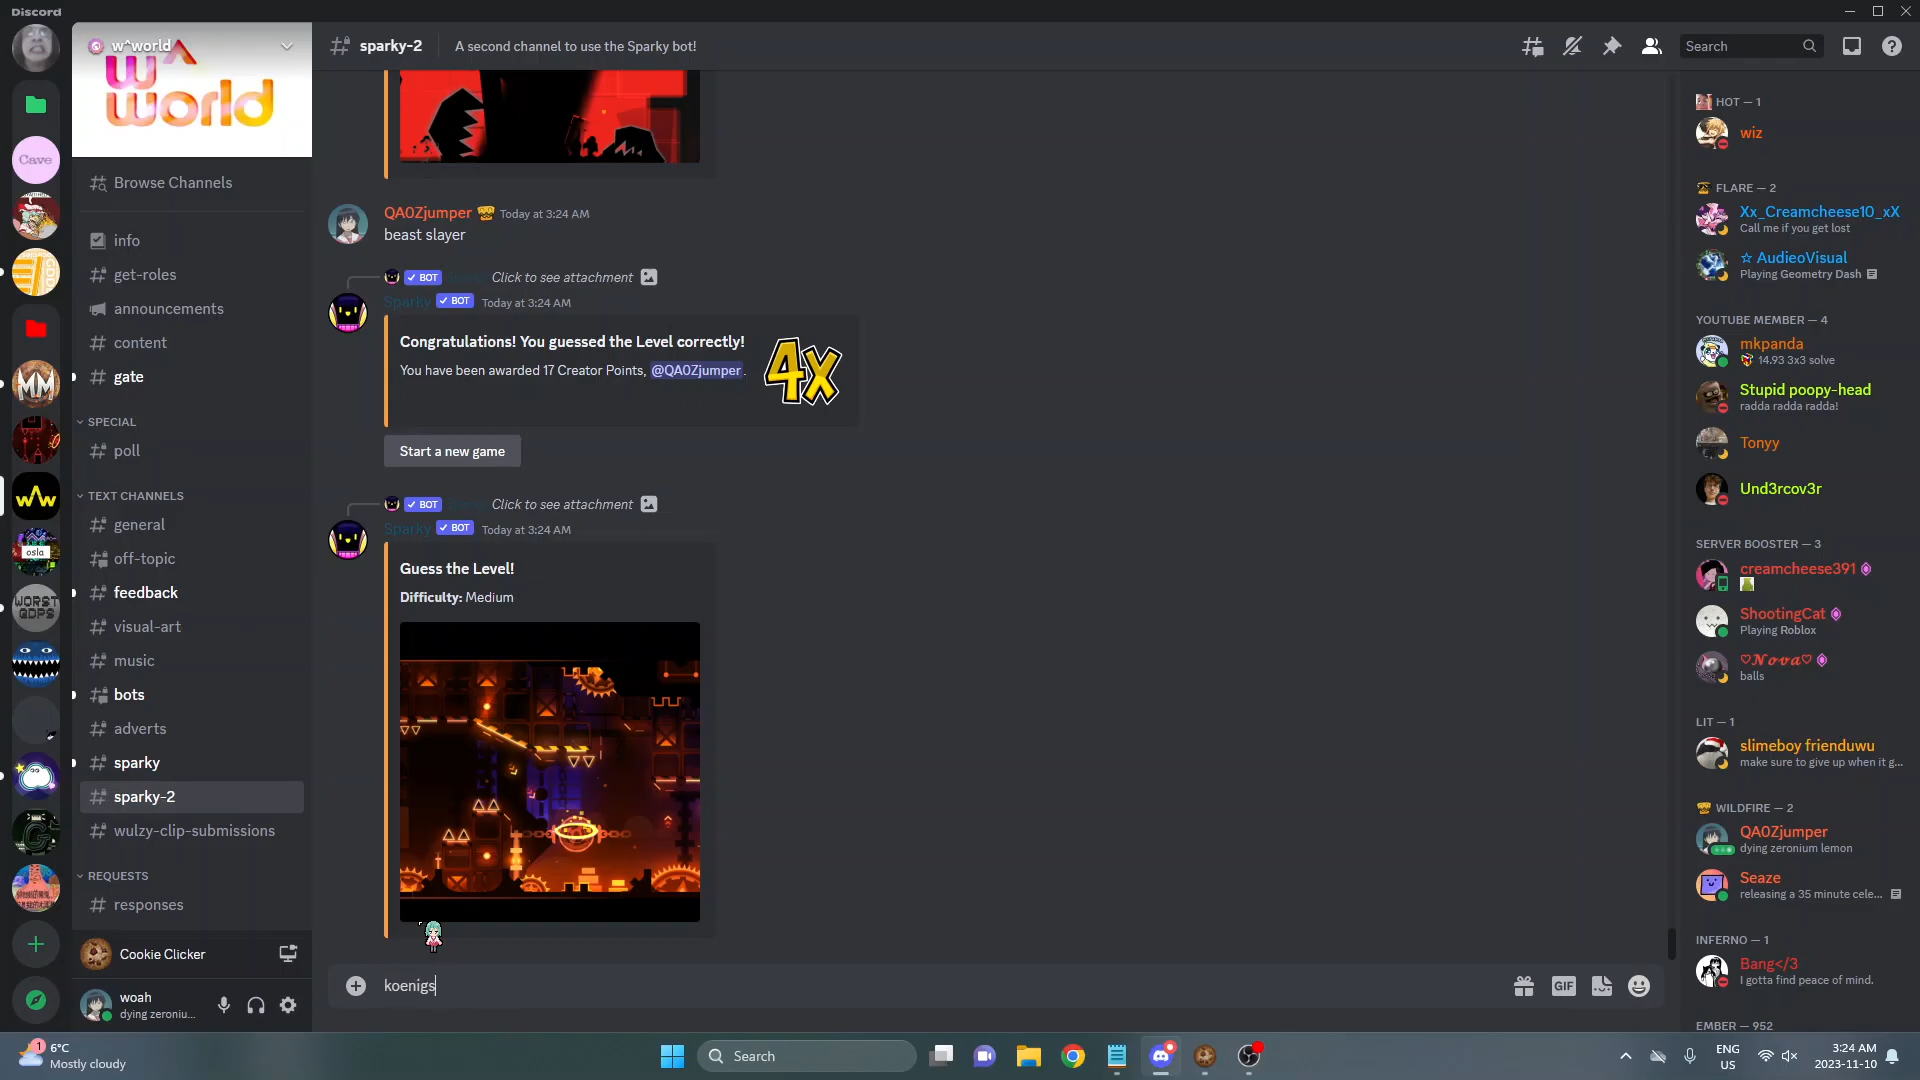 Discord
w^world
w^
world
Browse Channels
info
get-roles
announcements
content
gate
SPECIAL
poll
TEXT CHANNELS
general
off-topic
feedback
visual-art
music
bots
adverts
sparky
sparky-2
wulzy-clip-submissions
REQUESTS
responses
Cookie Clicker
woah
dying zeroniu...
Cave
MM
osla
WORST
GDPS
sparky-2
A second channel to use the Sparky bot!
Search
QA0Zjumper Today at 3:24 AM
beast slayer
BOT Click to see attachment
Sparky BOT Today at 3:24 AM
Congratulations! You guessed the Level correctly!
You have been awarded 17 Creator Points, @QA0Zjumper.
4X
Start a new game
BOT Click to see attachment
Sparky BOT Today at 3:24 AM
Guess the Level!
Difficulty: Medium
koenigs
GIF
HOT — 1
wiz
FLARE — 2
Xx_Creamcheese10_xX
Call me if you get lost
☆ AudieoVisual
Playing Geometry Dash
YOUTUBE MEMBER — 4
mkpanda
14.93 3x3 solve
Stupid poopy-head
radda radda radda!
Tonyy
Und3rcov3r
SERVER BOOSTER — 3
creamcheese391
ShootingCat
Playing Roblox
♡𝓝𝓸𝓿𝓪♡
balls
LIT — 1
slimeboy frienduwu
make sure to give up when it g...
WILDFIRE — 2
QA0Zjumper
dying zeronium lemon
Seaze
releasing a 35 minute cele...
INFERNO — 1
Bang</3
I gotta find peace of mind.
EMBER — 952
1
6°C
Mostly cloudy
Search
ENG
US
3:24 AM
2023-11-10